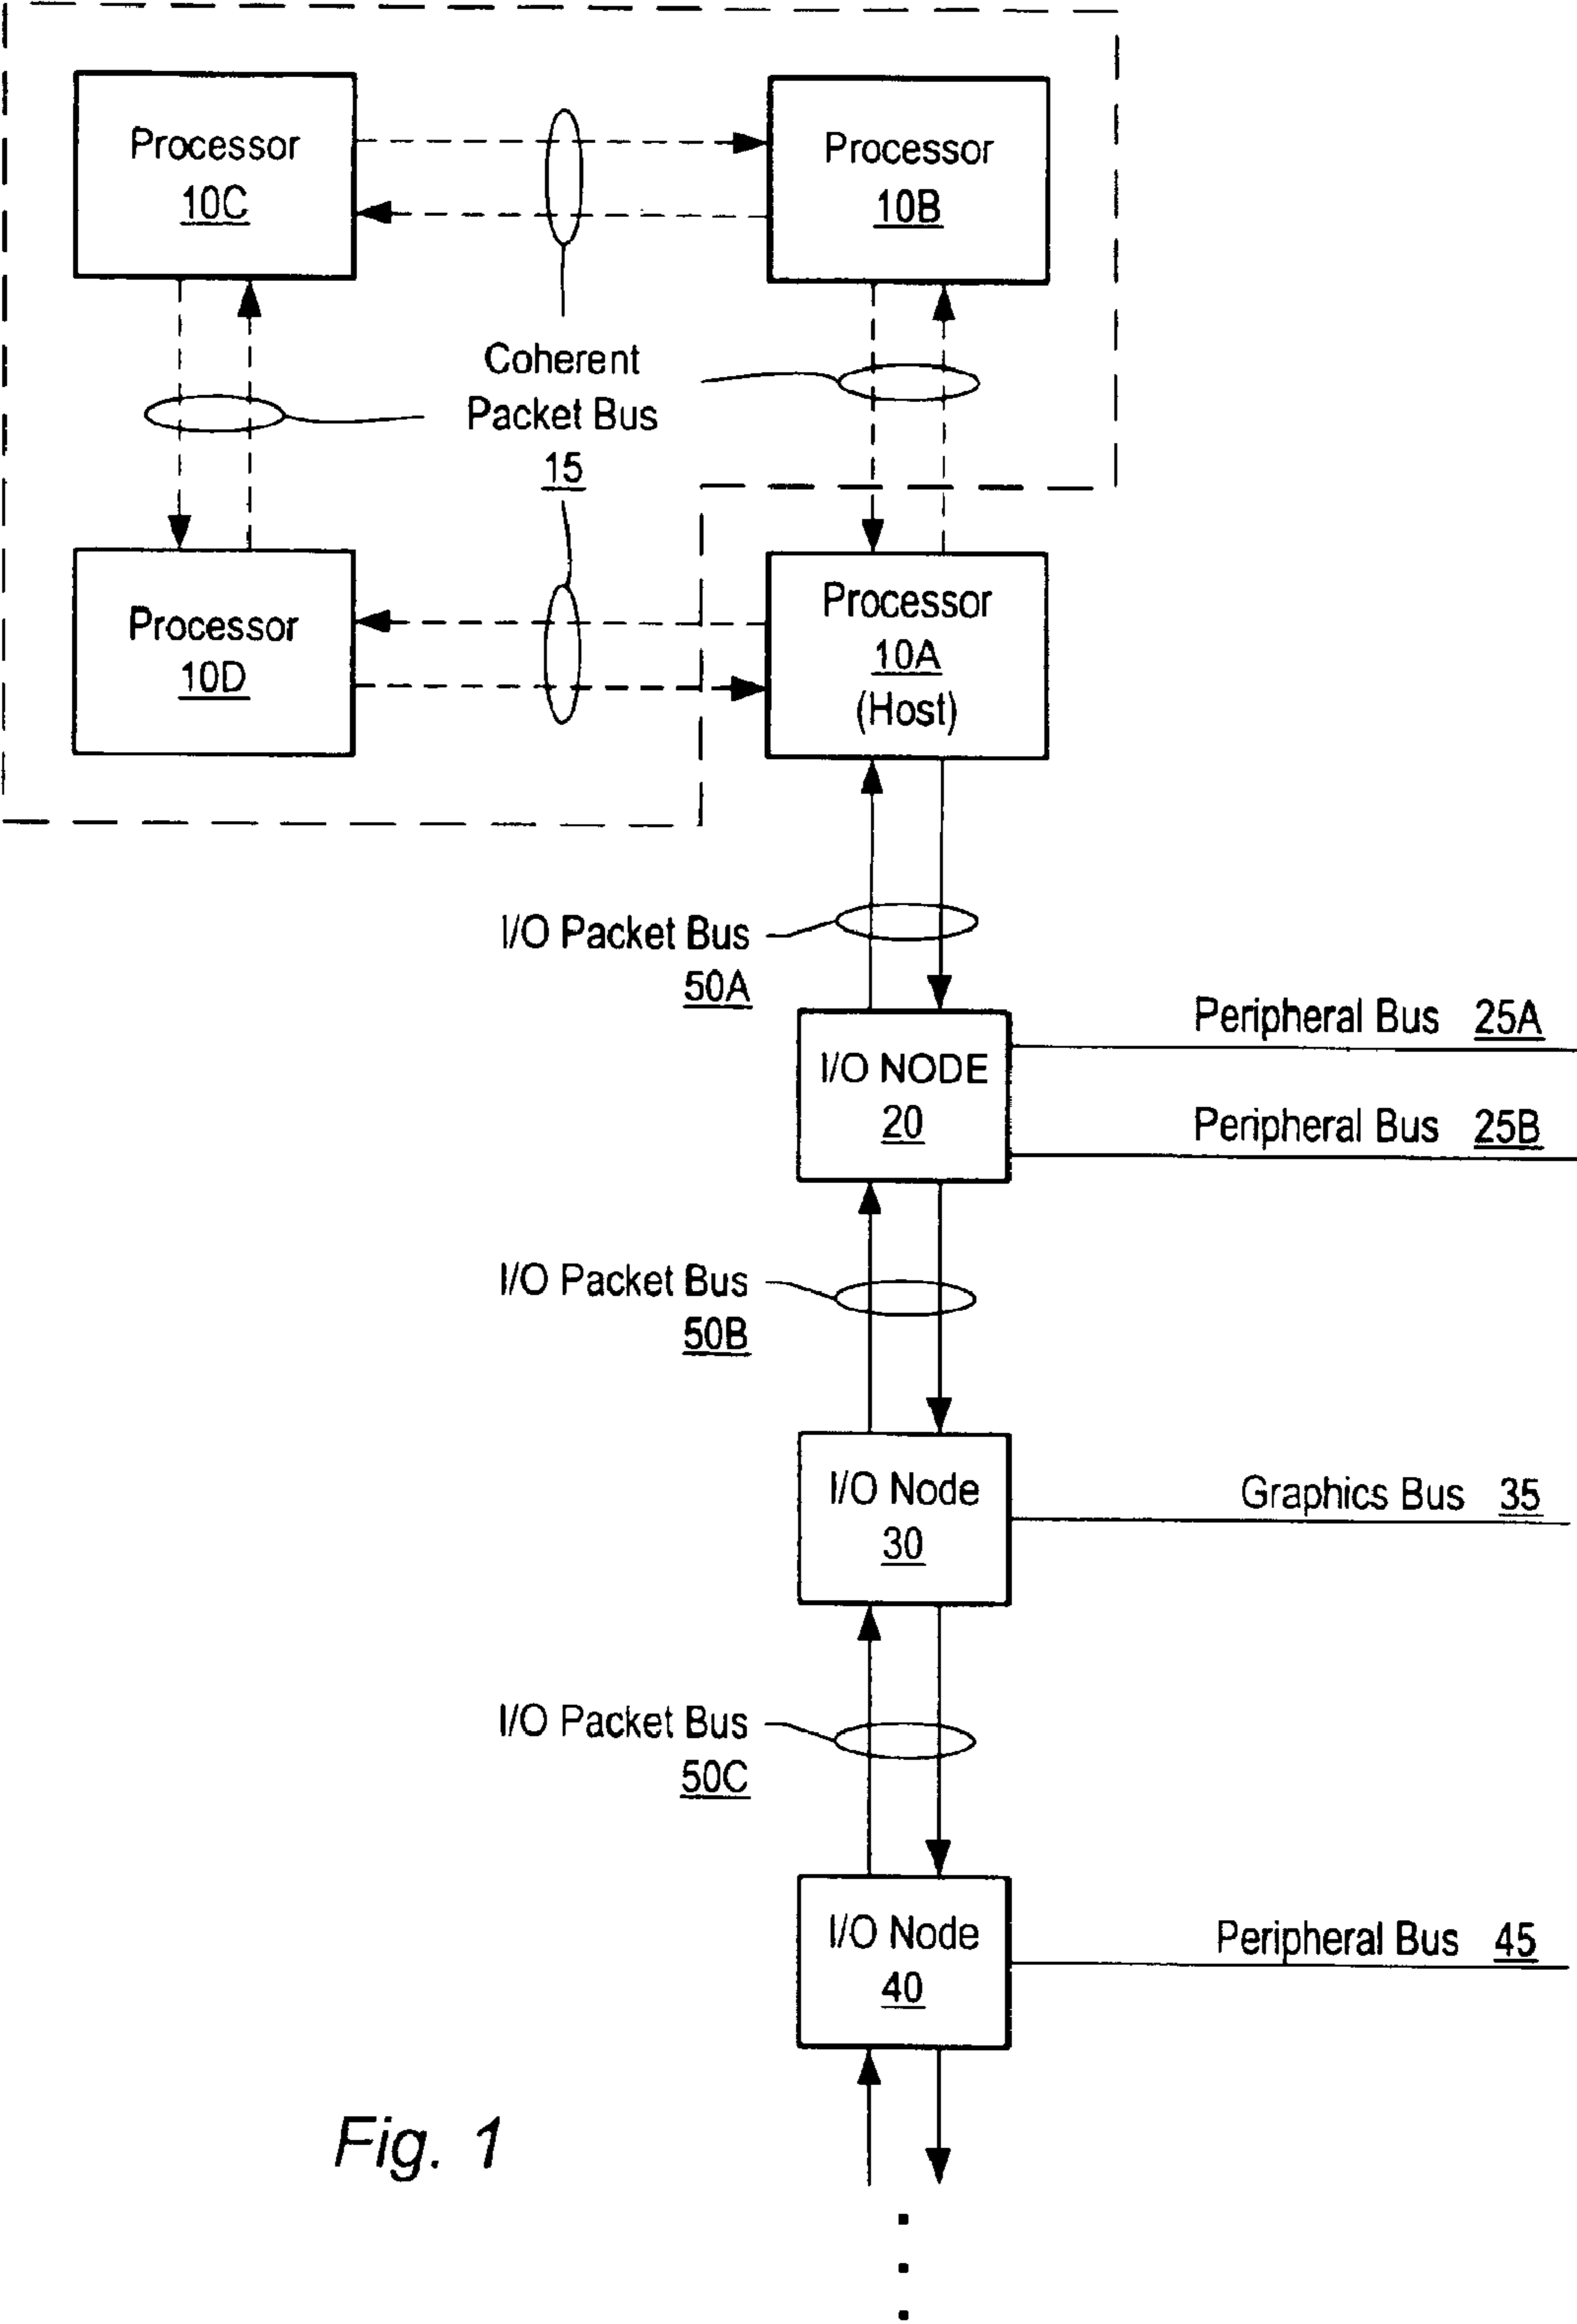 Processor
10C
Processor
10B
Coherent
Packet Bus
15
Processor
10D
Processor
10A
(Host)
I/O Packet Bus
50A
Peripheral Bus 25A
I/O NODE
20
Peripheral Bus 25B
I/O Packet Bus
50B
I/O Node
30
Graphics Bus 35
I/O Packet Bus
50C
I/O Node
40
Peripheral Bus 45
Fig. 1